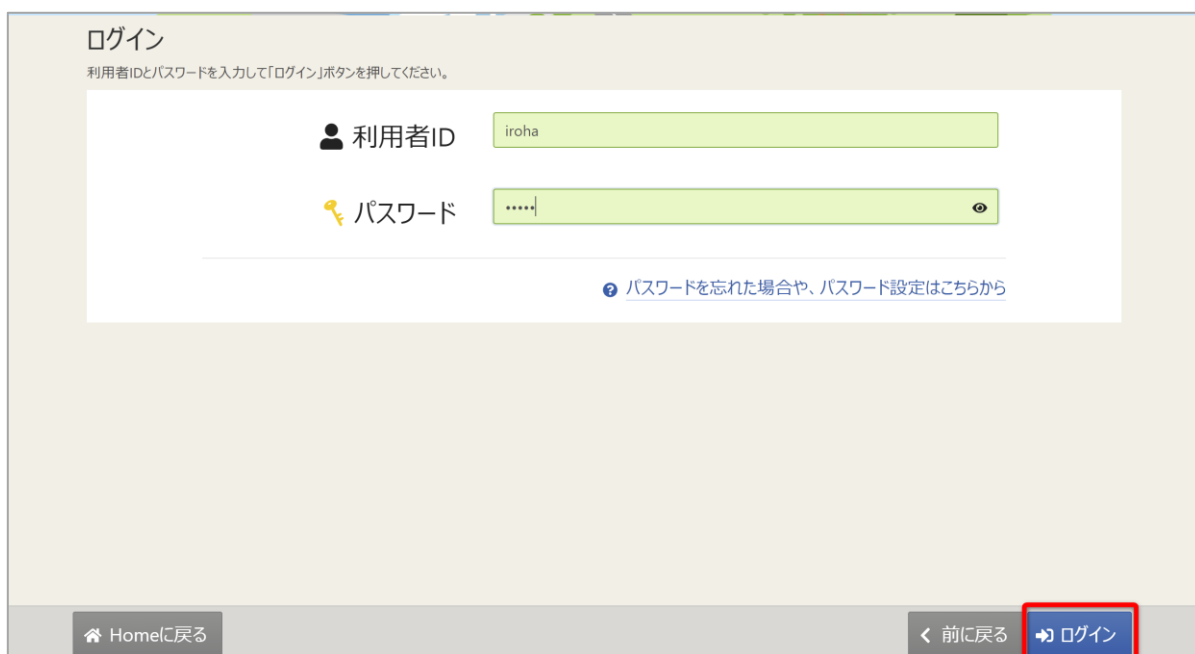 ログイン
利用者IDとパスワードを入力して「ログイン」ボタンを押してください。
利用者ID
iroha
パスワード
•••••
パスワードを忘れた場合や、パスワード設定はこちらから
Homeに戻る
前に戻る
ログイン